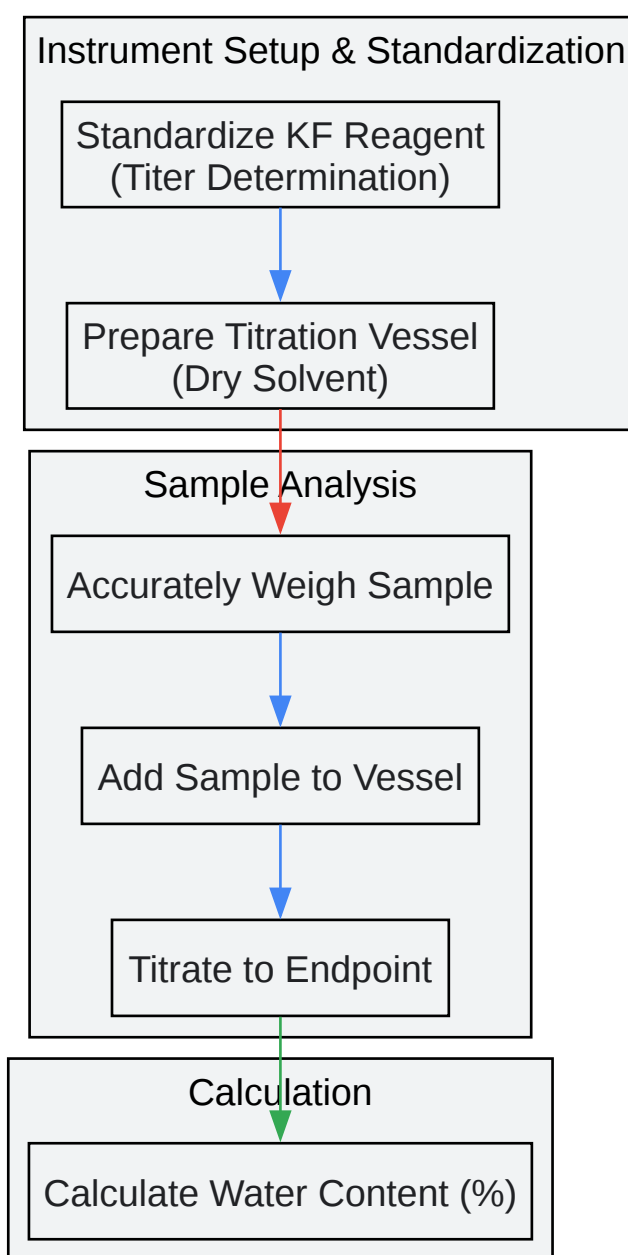 Instrument Setup & Standardization
Standardize KF Reagent
(Titer Determination)
Prepare Titration Vessel
(Dry Solvent)
Sample Analysis
Accurately Weigh Sample
Add Sample to Vessel
Titrate to Endpoint
Calculation
Calculate Water Content (%)